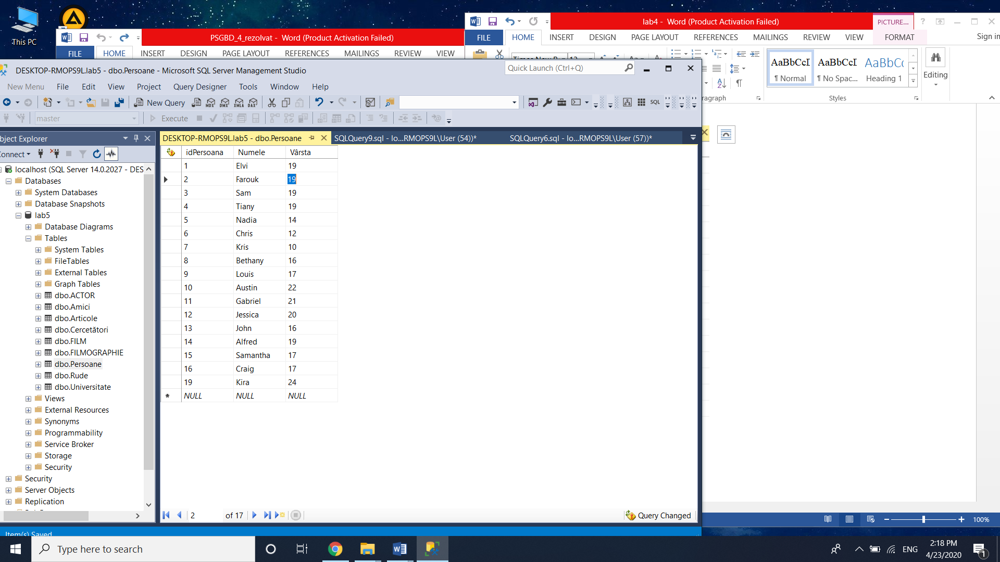 This PC
PSGBD_4_rezolvat - Word (Product Activation Failed)
FILE HOME INSERT DESIGN PAGE LAYOUT REFERENCES MAILINGS REVIEW VIEW
lab4 - Word (Product Activation Failed)
PICTURE...
Sign in
FILE HOME INSERT DESIGN PAGE LAYOUT REFERENCES MAILINGS REVIEW VIEW FORMAT
AaBbCcI AaBbCcI AaBbCc
¶ Normal ¶ No Spac... Heading 1
Editing
Styles
DESKTOP-RMOPS9L.lab5 - dbo.Persoane - Microsoft SQL Server Management Studio
Quick Launch (Ctrl+Q)
New Menu File Edit View Project Query Designer Tools Window Help
New Query MDX DMX XMLA DAX SQL
master Execute
bject Explorer
onnect
localhost (SQL Server 14.0.2027 - DES
Databases
System Databases
Database Snapshots
lab5
Database Diagrams
Tables
System Tables
FileTables
External Tables
Graph Tables
dbo.ACTOR
dbo.Amici
dbo.Articole
dbo.Cercetători
dbo.FILM
dbo.FILMOGRAPHIE
dbo.Persoane
dbo.Rude
dbo.Universitate
Views
External Resources
Synonyms
Programmability
Service Broker
Storage
Security
Security
Server Objects
Replication
DESKTOP-RMOPS9L.lab5 - dbo.Persoane
SQLQuery9.sql - lo...RMOPS9L\User (54))*
SQLQuery6.sql - lo...RMOPS9L\User (57))*
idPersoana Numele Vârsta
1 Elvi 19
2 Farouk 19
3 Sam 19
4 Tiany 19
5 Nadia 14
6 Chris 12
7 Kris 10
8 Bethany 16
9 Louis 17
10 Austin 22
11 Gabriel 21
12 Jessica 20
13 John 16
14 Alfred 19
15 Samantha 17
16 Craig 17
19 Kira 24
* NULL NULL NULL
2 of 17
Query Changed
Item(s) Saved
100%
Type here to search
ENG
2:18 PM
4/23/2020
1